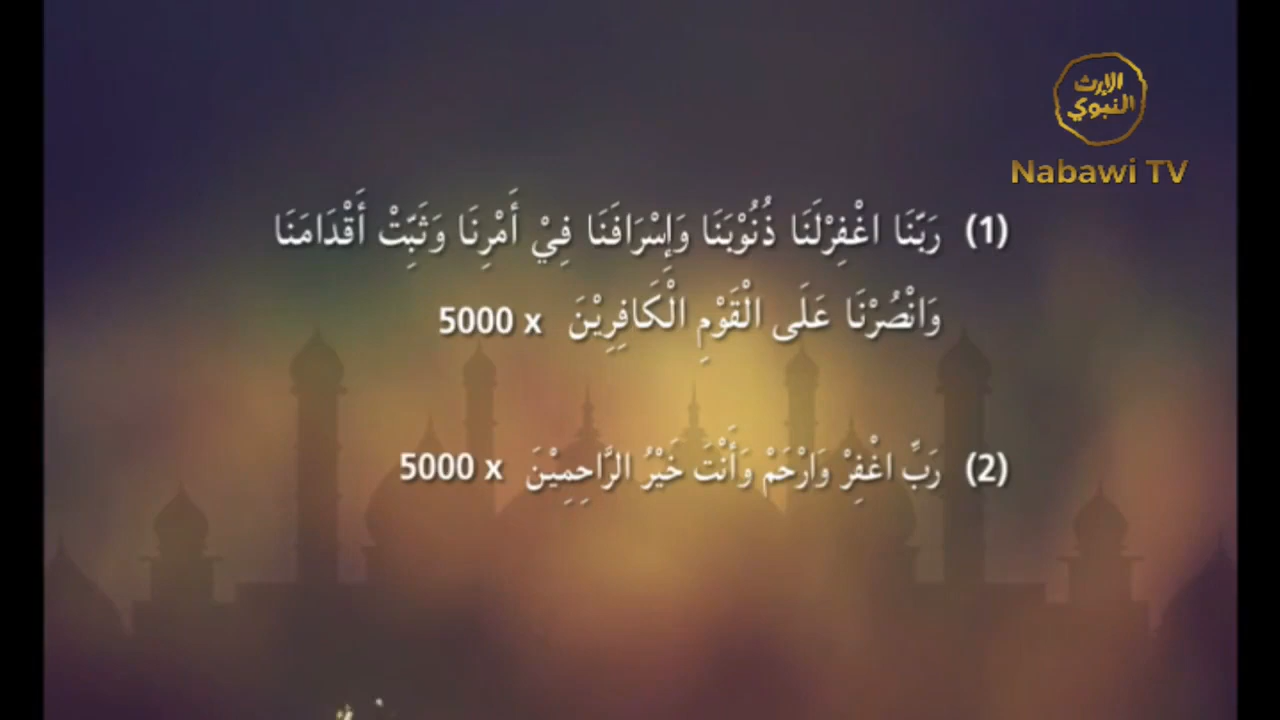 الإرث
النبوي
Nabawi TV
(1) رَبَّنَا اغْفِرْلَنَا ذُنُوْبَنَا وَإِسْرَافَنَا فِيْ أَمْرِنَا وَثَبِّتْ أَقْدَامَنَا
وَانْصُرْنَا عَلَى الْقَوْمِ الْكَافِرِيْنَ 5000 x
(2) رَبِّ اغْفِرْ وَارْحَمْ وَأَنْتَ خَيْرُ الرَّاحِمِيْنَ 5000 x